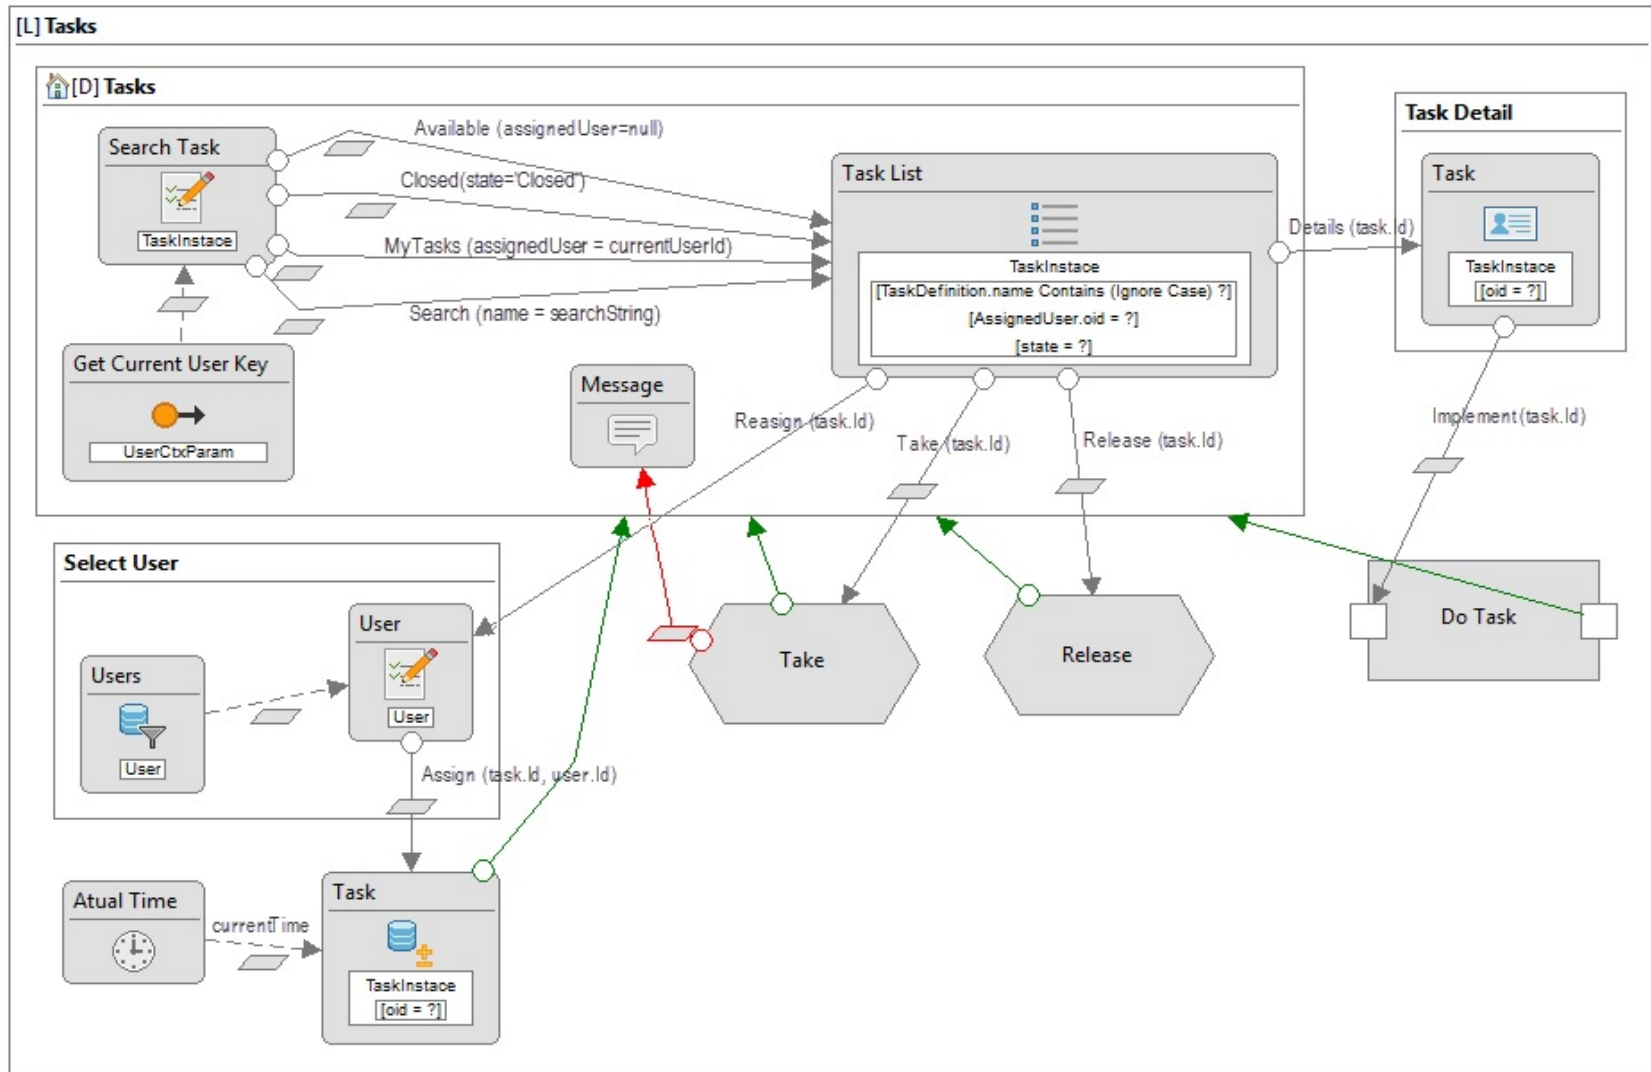 [L] Tasks
[D] Tasks
Search Task
TaskInstace
Available (assignedUser=null)
Closed(state='Closed')
MyTasks (assignedUser = currentUserId)
Search (name = searchString)
Get Current User Key
UserCtxParam
Message
Task List
TaskInstace
[TaskDefinition.name Contains (Ignore Case) ?]
[AssignedUser.oid = ?]
[state = ?]
Details (task.Id)
Task Detail
Task
TaskInstace
[oid = ?]
Reasign (task.Id)
Take (task.Id)
Release (task.Id)
Implement (task.Id)
Select User
User
User
Users
User
Take
Release
Do Task
Assign (task.Id, user.Id)
Atual Time
currentTime
Task
TaskInstace
[oid = ?]